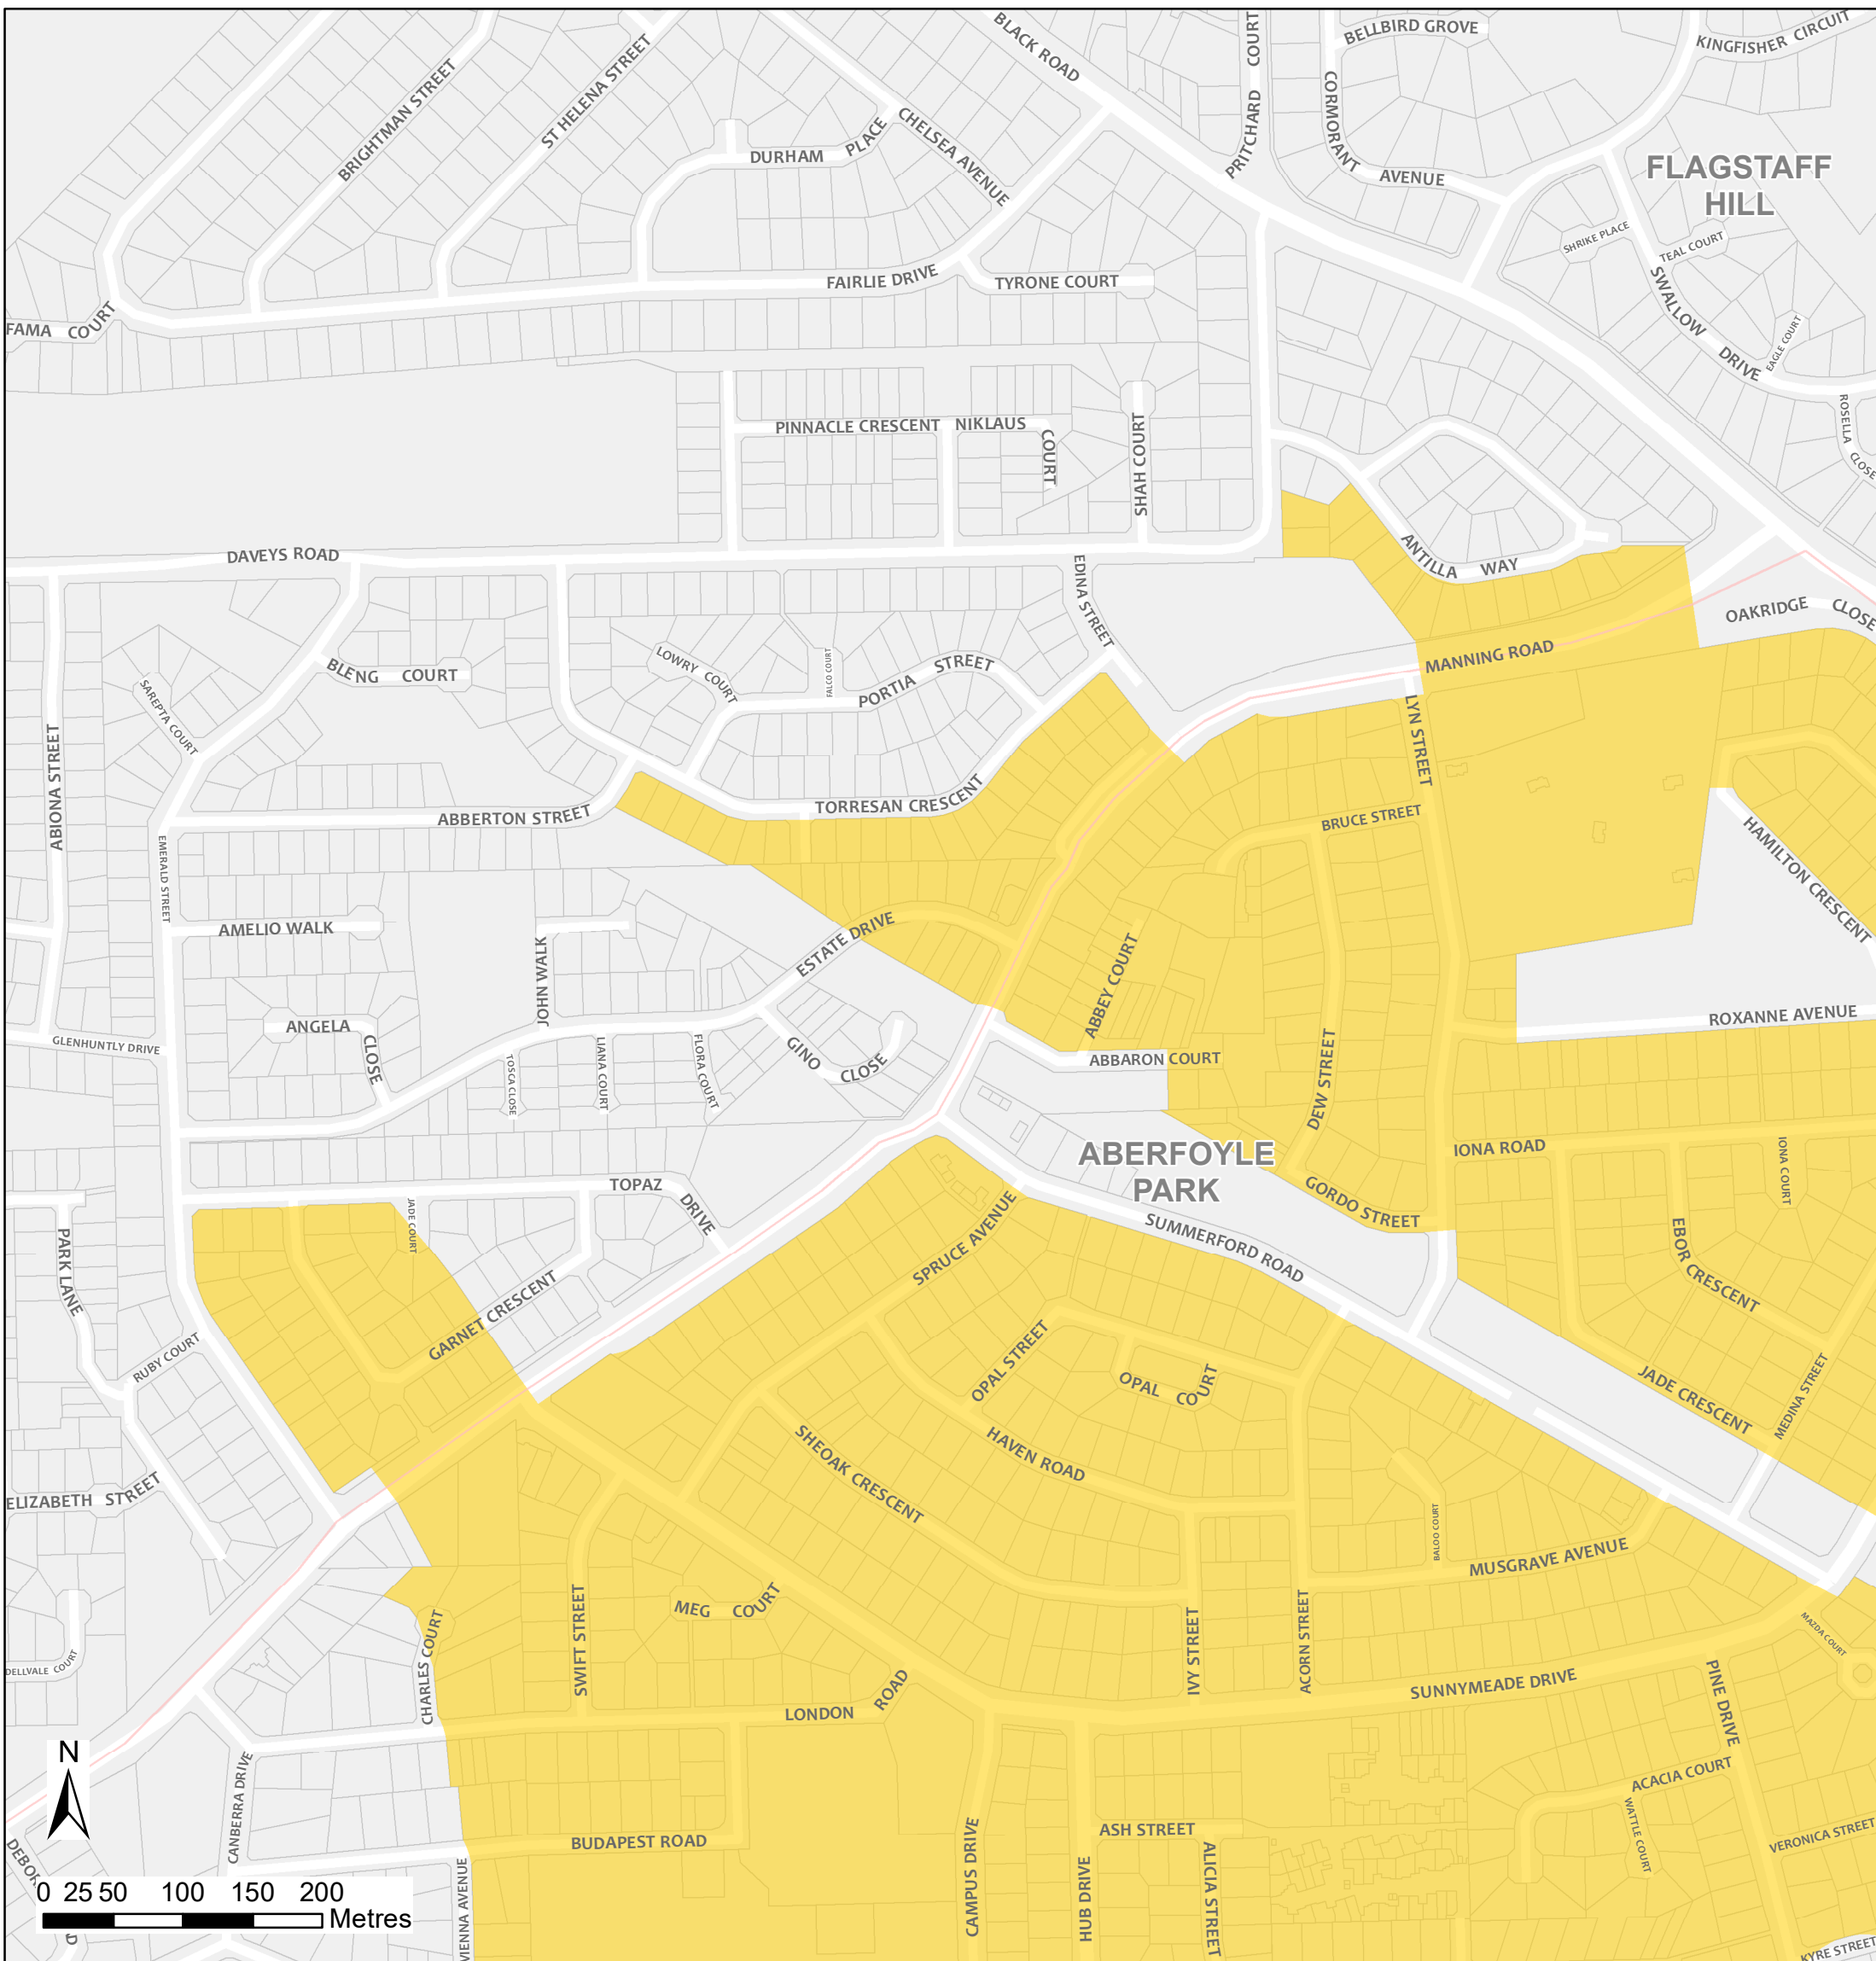 BLACK ROAD
PRITCHARD COURT
BELLBIRD GROVE
KINGFISHER CIRCUIT
BRIGHTMAN STREET
ST HELENA STREET
DURHAM PLACE
CHELSEA AVENUE
CORMORANT AVENUE
FLAGSTAFF
HILL
SHRIKE PLACE
TEAL COURT
FAIRLIE DRIVE
TYRONE COURT
SWALLOW DRIVE
EAGLE COURT
FAMA COURT
ROSELLA CLOSE
PINNACLE CRESCENT
NIKLAUS COURT
SHAH COURT
DAVEYS ROAD
EDINA STREET
ANTILLA WAY
OAKRIDGE CLOSE
MANNING ROAD
BLENG COURT
SAREPTA COURT
LOWRY COURT
FALCO COURT
PORTIA STREET
LYN STREET
ABIONA STREET
ABBERTON STREET
TORRESAN CRESCENT
BRUCE STREET
HAMILTON CRESCENT
EMERALD STREET
AMELIO WALK
JOHN WALK
ESTATE DRIVE
ABBEY COURT
ROXANNE AVENUE
GLENHUNTLY DRIVE
ANGELA CLOSE
TOSCA CLOSE
LIANA COURT
FLORA COURT
GINO CLOSE
ABBARON COURT
DEW STREET
ABERFOYLE
PARK
IONA ROAD
IONA COURT
TOPAZ DRIVE
GORDO STREET
JADE COURT
PARK LANE
SPRUCE AVENUE
SUMMERFORD ROAD
EBOR CRESCENT
GARNET CRESCENT
RUBY COURT
OPAL STREET
OPAL COURT
JADE CRESCENT
MEDINA STREET
SHEOAK CRESCENT
HAVEN ROAD
ELIZABETH STREET
BALOO COURT
MUSGRAVE AVENUE
SWIFT STREET
MEG COURT
CHARLES COURT
IVY STREET
ACORN STREET
MAZDA COURT
DELLVALE COURT
SUNNYMEADE DRIVE
PINE DRIVE
LONDON ROAD
N
CANBERRA DRIVE
ACACIA COURT
WATTLE COURT
BUDAPEST ROAD
CAMPUS DRIVE
ASH STREET
VERONICA STREET
HUB DRIVE
ALICIA STREET
VIENNA AVENUE
KYRE STREET
0 25 50 100 150 200
Metres